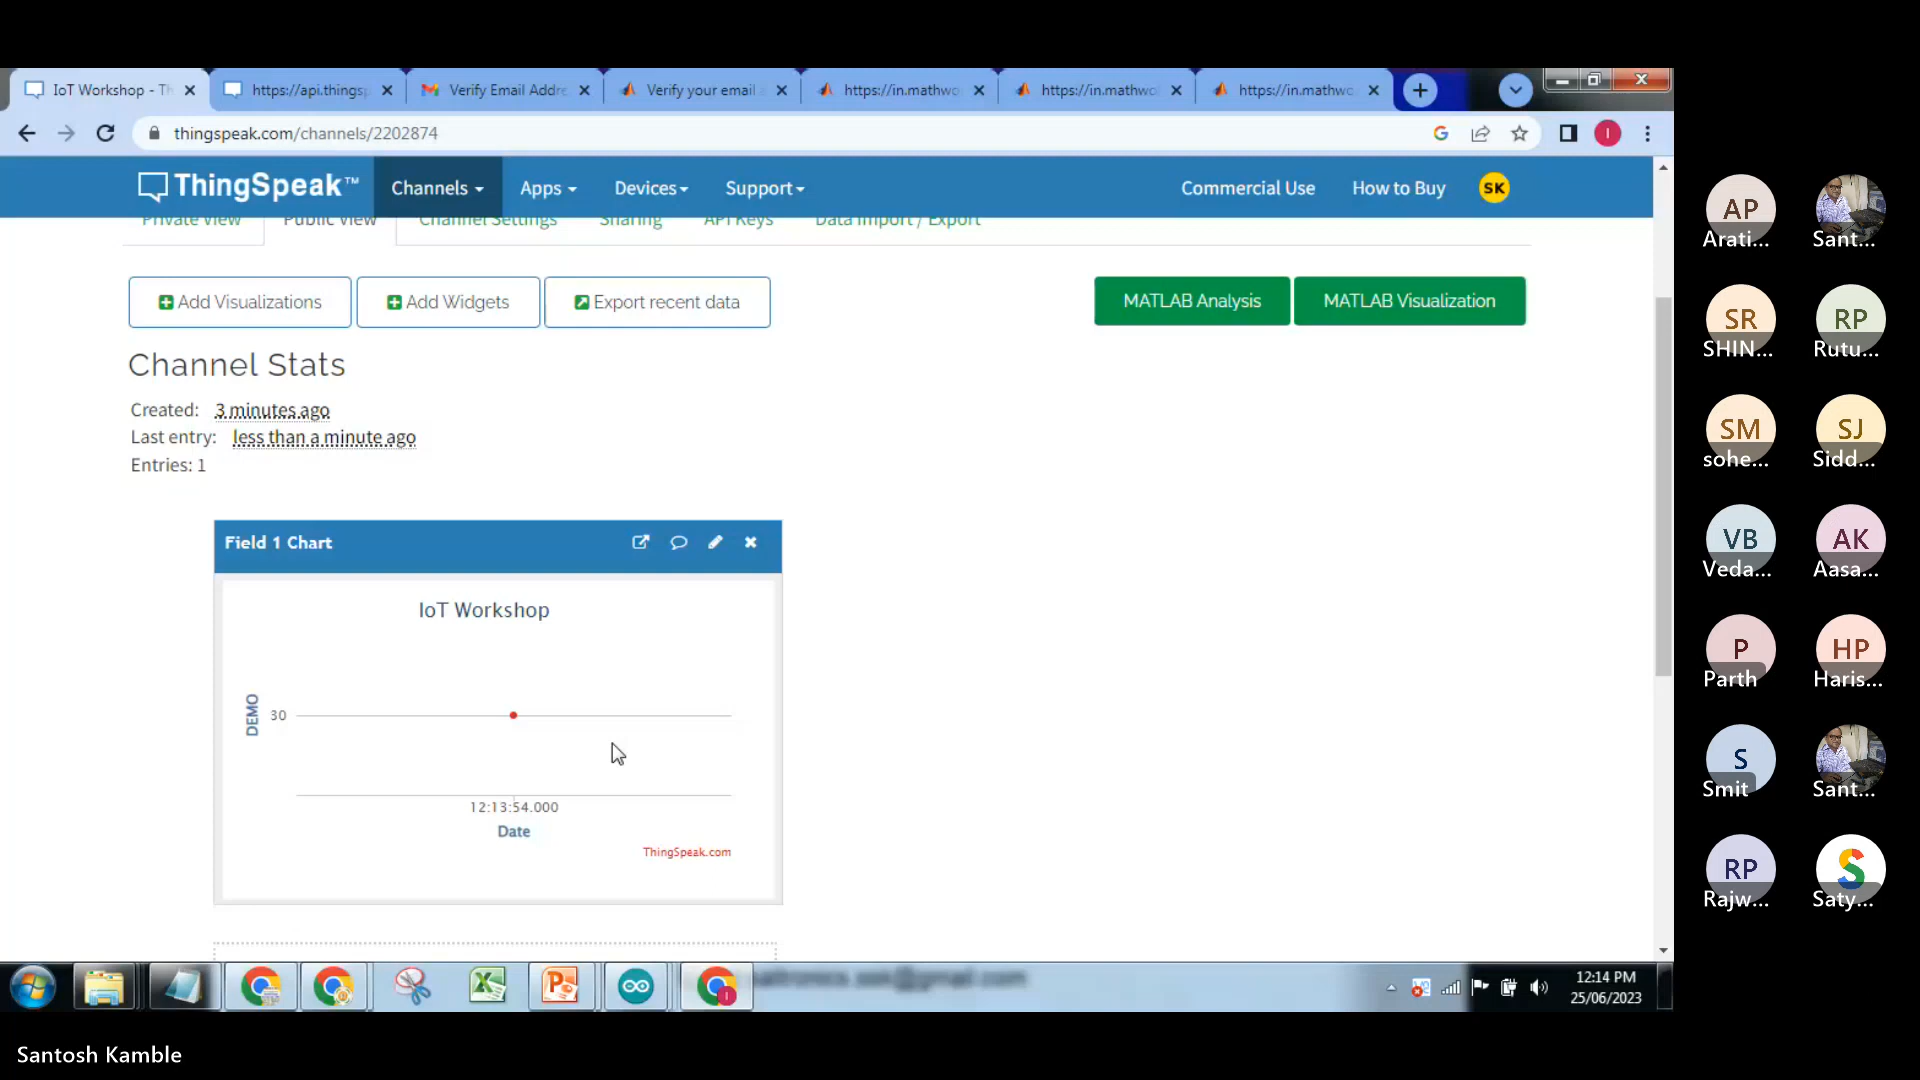 IoT Workshop - Th
https://api.thingsp
Verify Email Addre
Verify your email a
https://in.mathwo
https://in.mathwo
https://in.mathwo
thingspeak.com/channels/2202874
ThingSpeak™
Channels
Apps
Devices
Support
Commercial Use
How to Buy
SK
Private View
Public View
Channel Settings
Sharing
API Keys
Data Import / Export
Add Visualizations
Add Widgets
Export recent data
MATLAB Analysis
MATLAB Visualization
Channel Stats
Created: 3 minutes ago
Last entry: less than a minute ago
Entries: 1
Field 1 Chart
IoT Workshop
DEMO
30
12:13:54.000
Date
ThingSpeak.com
12:14 PM
25/06/2023
AP
Arati...
Sant...
SR
SHIN...
RP
Rutu...
SM
sohe...
SJ
Sidd...
VB
Veda...
AK
Aasa...
P
Parth
HP
Haris...
S
Smit
Sant...
RP
Rajw...
Saty...
Santosh Kamble